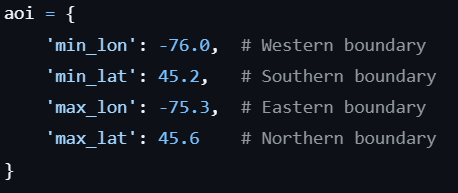 aoi = {
    'min_lon': -76.0,  # Western boundary
    'min_lat': 45.2,   # Southern boundary
    'max_lon': -75.3,  # Eastern boundary
    'max_lat': 45.6    # Northern boundary
}